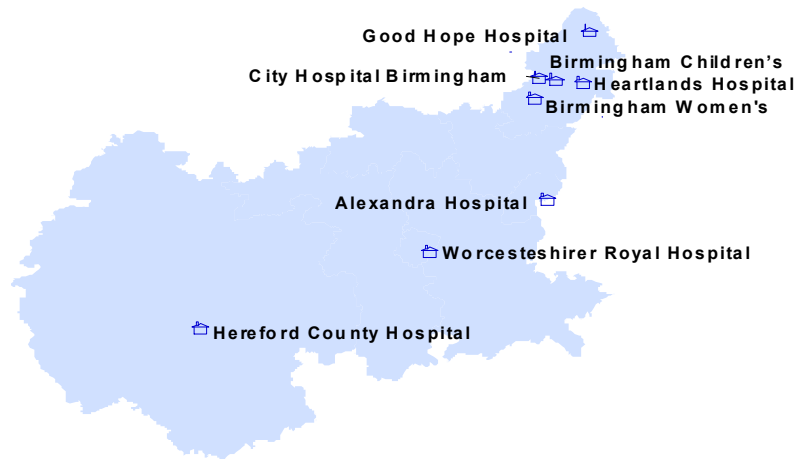 Good Hope Hospital
Birmingham Children’s
City Hospital Birmingham
Heartlands Hospital
Birmingham Women's
Alexandra Hospital
Worcesteshirer Royal Hospital
Hereford County Hospital